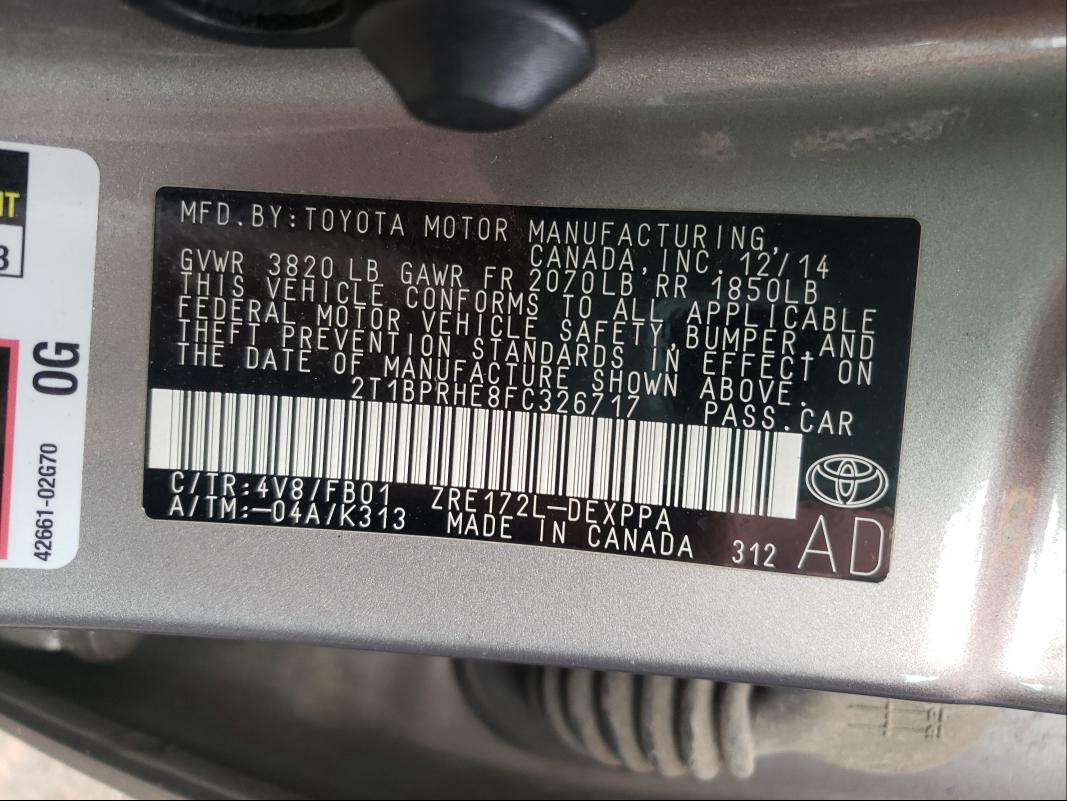 MFD.BY:TOYOTA MOTOR MANUFACTURING,
CANADA,INC. 12/14
GVWR 3820 LB GAWR FR 2070LB RR 1850LB
THIS VEHICLE CONFORMS TO ALL APPLICABLE
FEDERAL MOTOR VEHICLE SAFETY,BUMPER,AND
THEFT PREVENTION STANDARDS IN EFFECT ON
THE DATE OF MANUFACTURE SHOWN ABOVE.
2T1BPRHE8FC326717 PASS.CAR
C/TR:4V8/FB01 ZRE172L-DEXPPA
A/TM:-04A/K313 MADE IN CANADA 312 AD
0G
42661-02G70